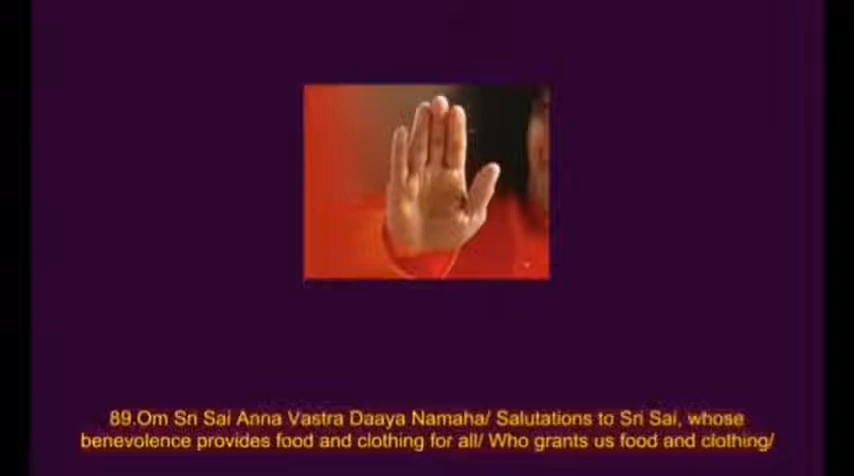 89.Om Sri Sai Anna Vastra Daaya Namaha/ Salutations to Sri Sai, whose
benevolence provides food and clothing for all/ Who grants us food and clothing/